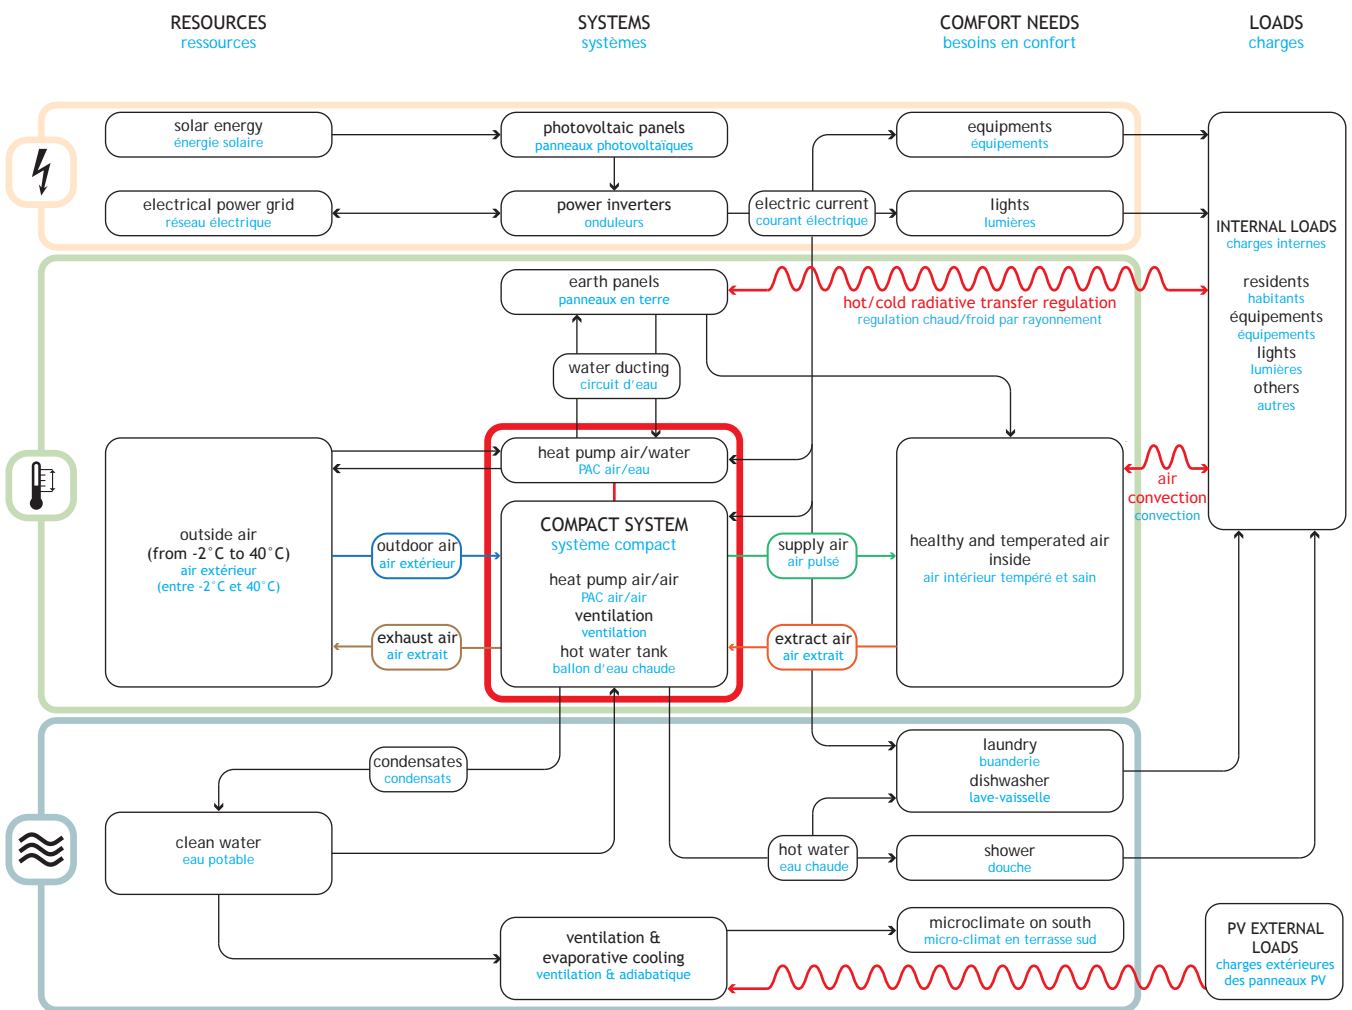 RESOURCES
ressources
SYSTEMS
systèmes
COMFORT NEEDS
besoins en confort
LOADS
charges
solar energy
énergie solaire
photovoltaic panels
panneaux photovoltaïques
equipments
équipements
electrical power grid
réseau électrique
power inverters
onduleurs
electric current
courant électrique
lights
lumières
INTERNAL LOADS
charges internes
residents
habitants
équipements
équipements
lights
lumières
others
autres
earth panels
panneaux en terre
hot/cold radiative transfer regulation
regulation chaud/froid par rayonnement
water ducting
circuit d'eau
heat pump air/water
PAC air/eau
air
convection
convection
outside air
(from -2°C to 40°C)
air extérieur
(entre -2°C et 40°C)
outdoor air
air extérieur
exhaust air
air extrait
COMPACT SYSTEM
système compact
heat pump air/air
PAC air/air
ventilation
ventilation
hot water tank
ballon d'eau chaude
supply air
air pulsé
extract air
air extrait
healthy and temperated air
inside
air intérieur tempéré et sain
condensates
condensats
clean water
eau potable
laundry
buanderie
dishwasher
lave-vaisselle
hot water
eau chaude
shower
douche
ventilation &
evaporative cooling
ventilation & adiabatique
microclimate on south
micro-climat en terrasse sud
PV EXTERNAL
LOADS
charges extérieures
des panneaux PV